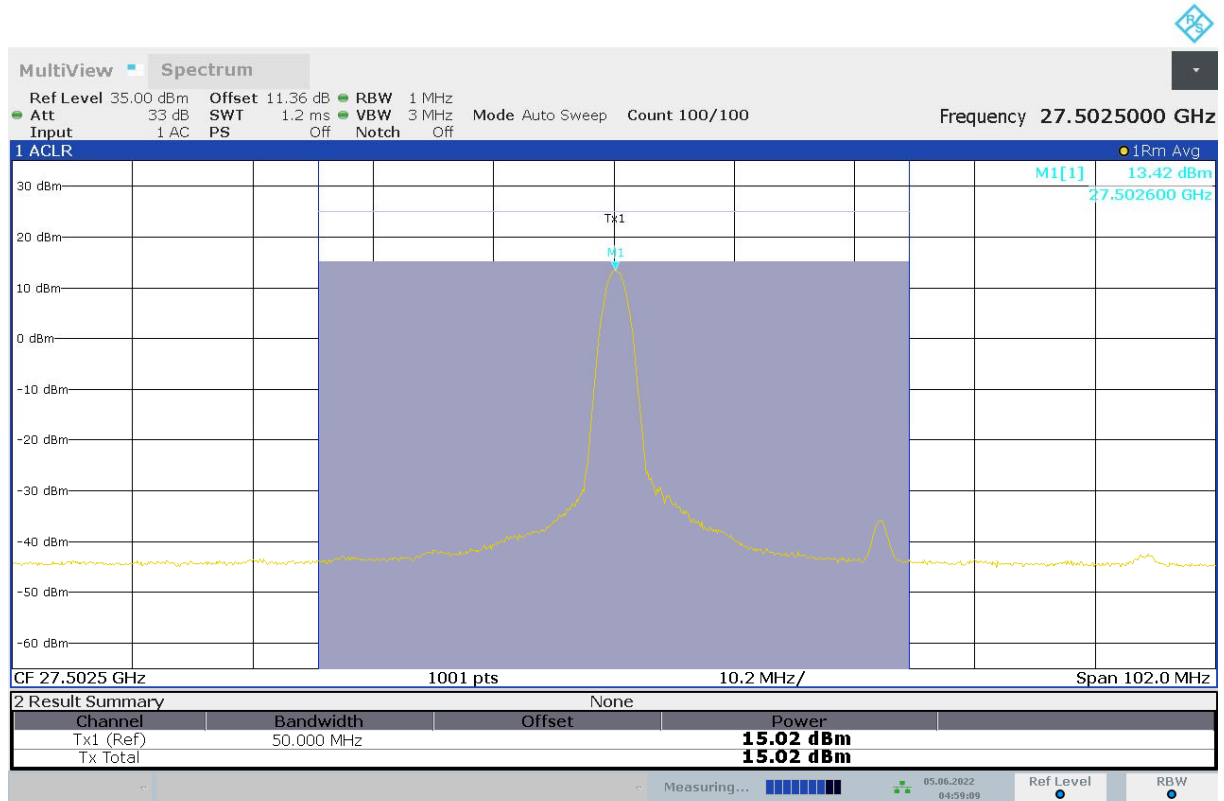 R&S
MultiView Spectrum
Ref Level 35.00 dBm Offset 11.36 dB RBW 1 MHz
Att 33 dB SWT 1.2 ms VBW 3 MHz Mode Auto Sweep Count 100/100 Frequency 27.5025000 GHz
Input 1 AC PS Off Notch Off
1 ACLR 1Rm Avg
M1[1] 13.42 dBm
27.502600 GHz
30 dBm
Tx1
20 dBm
M1
10 dBm
0 dBm
-10 dBm
-20 dBm
-30 dBm
-40 dBm
-50 dBm
-60 dBm
CF 27.5025 GHz 1001 pts 10.2 MHz/ Span 102.0 MHz
2 Result Summary None
Channel Bandwidth Offset Power
Tx1 (Ref) 50.000 MHz 15.02 dBm
Tx Total 15.02 dBm
Measuring... 05.06.2022 Ref Level RBW
04:59:09